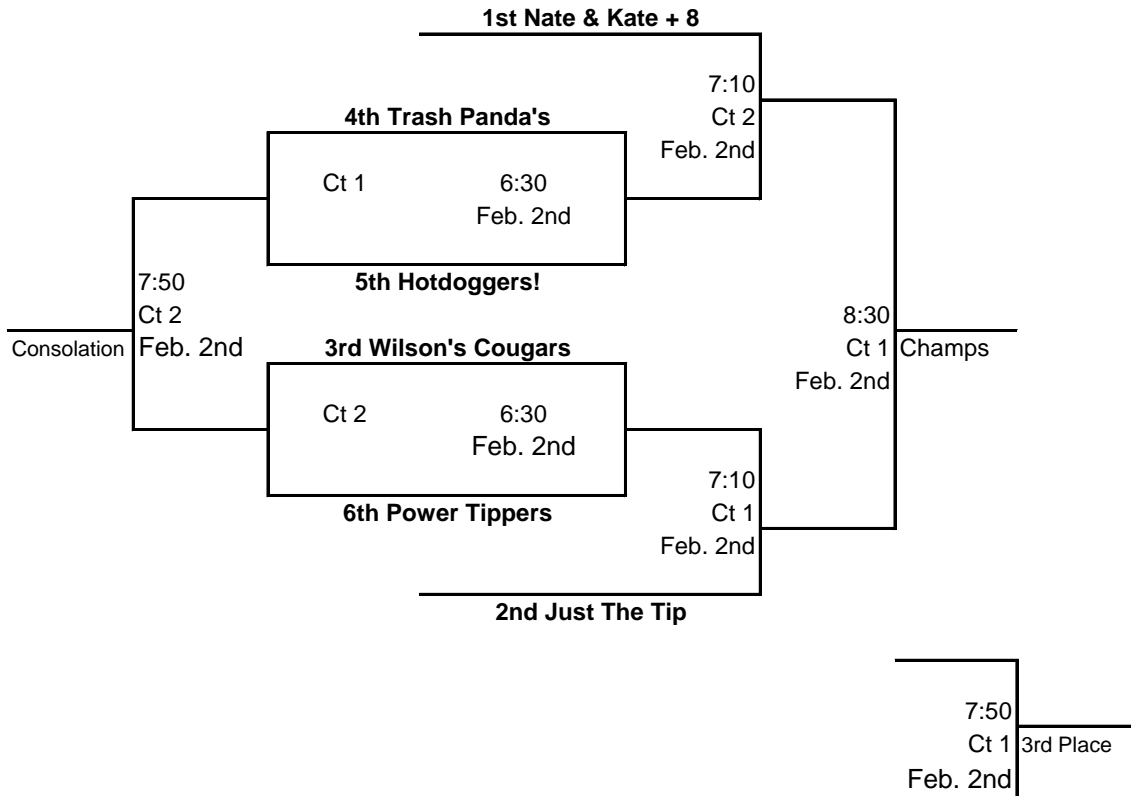 1st Nate & Kate + 8
7:10
Ct 2
Feb. 2nd
4th Trash Panda's
Ct 1 6:30
Feb. 2nd
5th Hotdoggers!
7:50
Ct 2
Feb. 2nd
Consolation
8:30
Ct 1
Feb. 2nd
Champs
3rd Wilson's Cougars
Ct 2 6:30
Feb. 2nd
6th Power Tippers
7:10
Ct 1
Feb. 2nd
2nd Just The Tip
7:50
Ct 1
Feb. 2nd
3rd Place